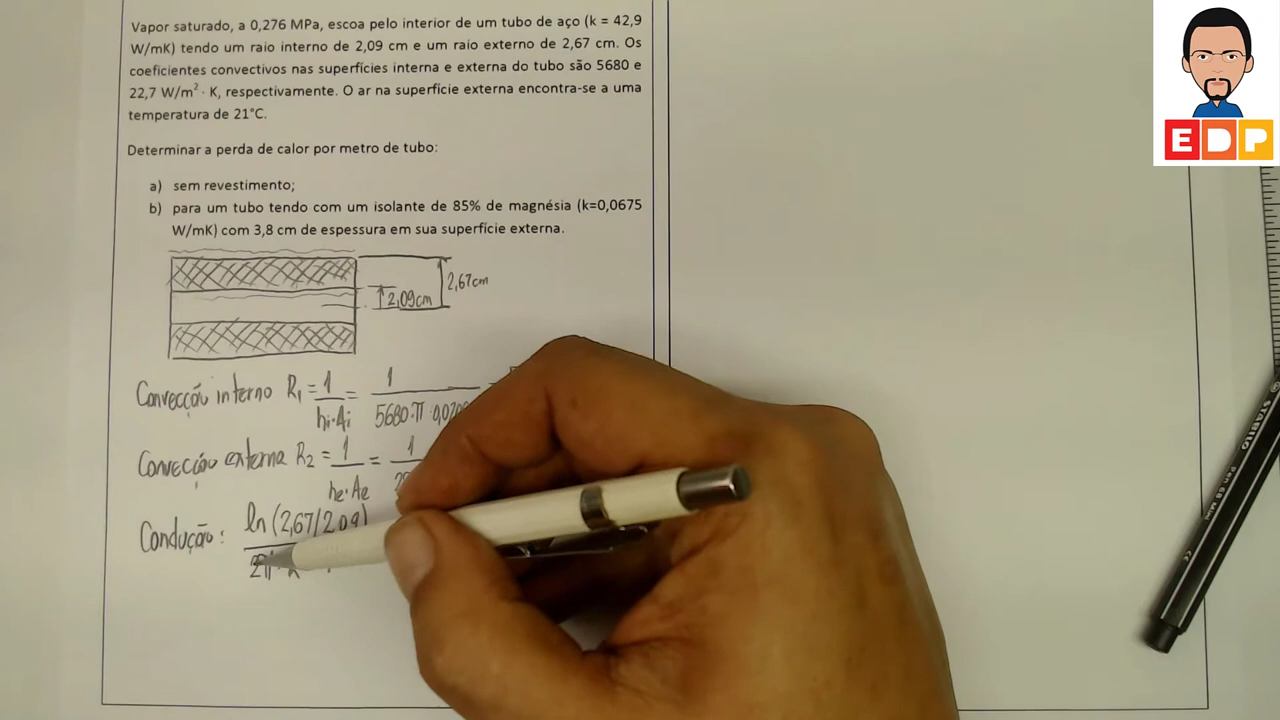 Vapor saturado, a 0,276 MPa, escoa pelo interior de um tubo de aço (k = 42,9
W/mK) tendo um raio interno de 2,09 cm e um raio externo de 2,67 cm. Os
coeficientes convectivos nas superfícies interna e externa do tubo são 5680 e
22,7 W/m² · K, respectivamente. O ar na superfície externa encontra-se a uma
temperatura de 21°C.
Determinar a perda de calor por metro de tubo:
a) sem revestimento;
b) para um tubo tendo com um isolante de 85% de magnésia (k=0,0675
W/mK) com 3,8 cm de espessura em sua superfície externa.
2,67cm
2,09cm
Convecção interno R₁ = 1/hi·Ai = 1/5680·π·0,020
Conveção externa R₂ = 1/he·Ae = 1/
Condução: ln (2,67/2,09)/2π
EDP
STABILO